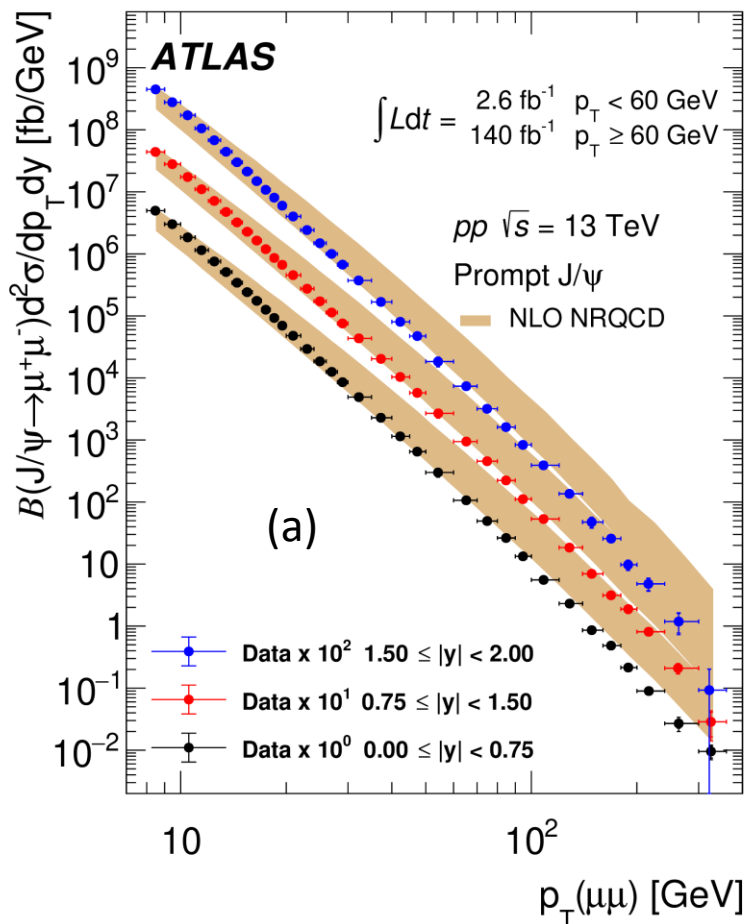 ATLAS
∫Ldt = 2.6 fb⁻¹ p_T < 60 GeV
140 fb⁻¹ p_T ≥ 60 GeV
pp √s = 13 TeV
Prompt J/ψ
NLO NRQCD
(a)
Data x 10² 1.50 ≤ |y| < 2.00
Data x 10¹ 0.75 ≤ |y| < 1.50
Data x 10⁰ 0.00 ≤ |y| < 0.75
B(J/ψ→μ⁺μ⁻)d²σ/dp_T dy [fb/GeV]
10⁹
10⁸
10⁷
10⁶
10⁵
10⁴
10³
10²
10
1
10⁻¹
10⁻²
10 10²
p_T(μμ) [GeV]